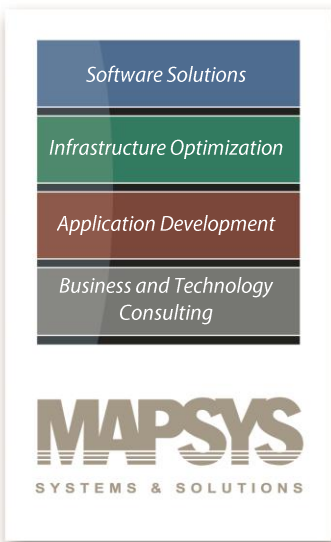 Software Solutions
Infrastructure Optimization
Application Development
Business and Technology
Consulting
MAPSYS
SYSTEMS & SOLUTIONS